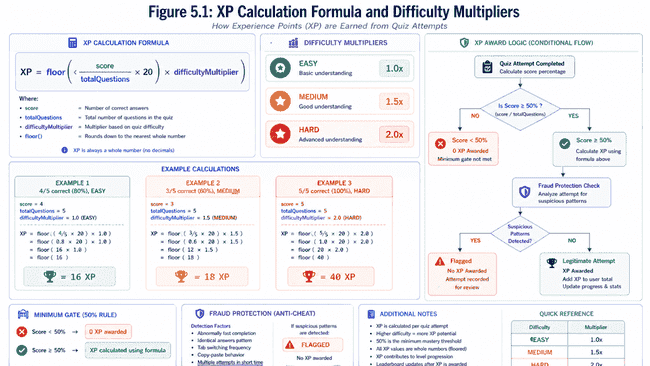 Figure 5.1: XP Calculation Formula and Difficulty Multipliers
How Experience Points (XP) are Earned from Quiz Attempts
XP CALCULATION FORMULA
XP = floor( ( score / totalQuestions × 20 ) × difficultyMultiplier )
Where:
• score = Number of correct answers
• totalQuestions = Total number of questions in the quiz
• difficultyMultiplier = Multiplier based on quiz difficulty
• floor() = Rounds down to the nearest whole number
XP is always a whole number (no decimals)
DIFFICULTY MULTIPLIERS
EASY
Basic understanding
1.0x
MEDIUM
Good understanding
1.5x
HARD
Advanced understanding
2.0x
XP AWARD LOGIC (CONDITIONAL FLOW)
Quiz Attempt Completed
Calculate score percentage
Is Score ≥ 50% ?
(score / totalQuestions)
NO
YES
Score < 50%
0 XP Awarded
Minimum gate not met
Score ≥ 50%
Calculate XP using
formula above
Fraud Protection Check
Analyze attempt for
suspicious patterns
Suspicious
Patterns
Detected?
YES
NO
Flagged
No XP Awarded
Attempt recorded
for review
Legitimate Attempt
XP Awarded
Add XP to user total
Update progress & stats
EXAMPLE CALCULATIONS
EXAMPLE 1
4/5 correct (80%), EASY
score = 4
totalQuestions = 5
difficultyMultiplier = 1.0 (EASY)
XP = floor( 4/5 × 20 ) × 1.0 )
= floor ( 0.8 × 20 ) × 1.0 )
= floor ( 16 × 1.0 )
= floor ( 16 )
= 16 XP
EXAMPLE 2
3/5 correct (60%), MEDIUM
score = 3
totalQuestions = 5
difficultyMultiplier = 1.5 (MEDIUM)
XP = floor( 3/5 × 20 ) × 1.5 )
= floor ( 0.6 × 20 ) × 1.5 )
= floor ( 12 × 1.5 )
= floor ( 18 )
= 18 XP
EXAMPLE 3
5/5 correct (100%), HARD
score = 5
totalQuestions = 5
difficultyMultiplier = 2.0 (HARD)
XP = floor( 5/5 × 20 ) × 2.0 )
= floor ( 1.0 × 20 ) × 2.0 )
= floor ( 20 × 2.0 )
= floor ( 40 )
= 40 XP
MINIMUM GATE (50% RULE)
Score < 50% → 0 XP awarded
Score ≥ 50% → XP calculated using formula
FRAUD PROTECTION (ANTI-CHEAT)
Detection Factors
• Abnormally fast completion
• Identical answers pattern
• Tab switching frequency
• Copy-paste behavior
• Multiple attempts in short time
If suspicious patterns
are detected:
FLAGGED
No XP awarded
ADDITIONAL NOTES
• XP is calculated per quiz attempt
• Higher difficulty = more XP potential
• 50% is the minimum mastery threshold
• All XP values are whole numbers (floored)
• XP contributes to level progression
• Leaderboard updates after XP is awarded
QUICK REFERENCE
Difficulty Multiplier
EASY 1.0x
MEDIUM 1.5x
HARD 2.0x